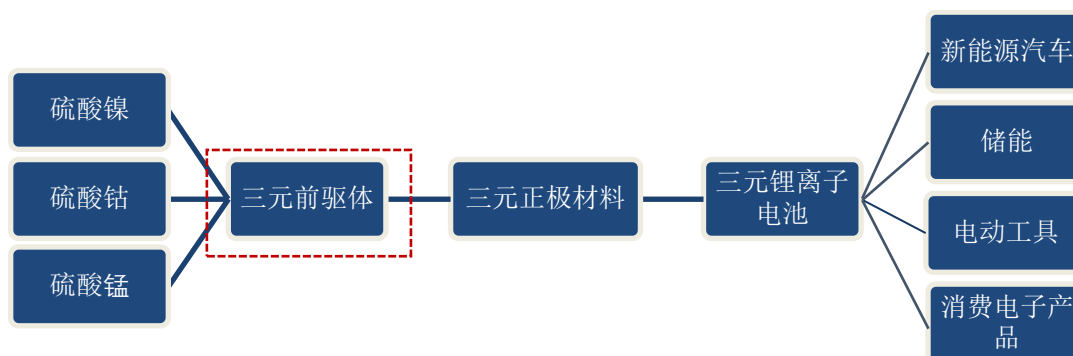 硫酸镍
硫酸钴
硫酸锰
三元前驱体
三元正极材料
三元锂离子
电池
新能源汽车
储能
电动工具
消费电子产
品